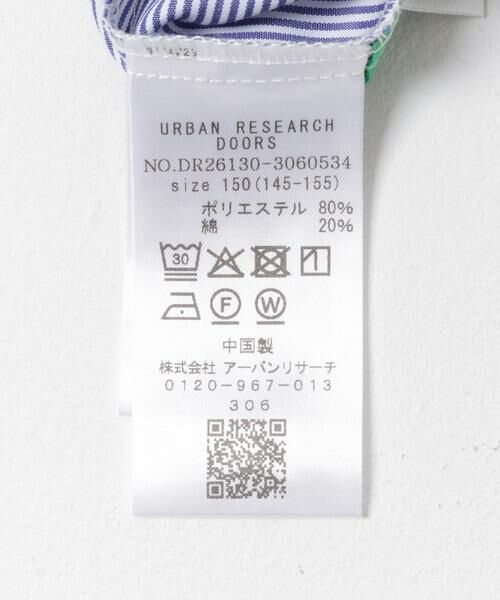 URBAN RESEARCH
DOORS
NO.DR26130-3060534
size 150(145-155)
ポリエステル 80%
綿 20%
30
F W
中国製
株式会社 アーバンリサーチ
0120-967-013
306